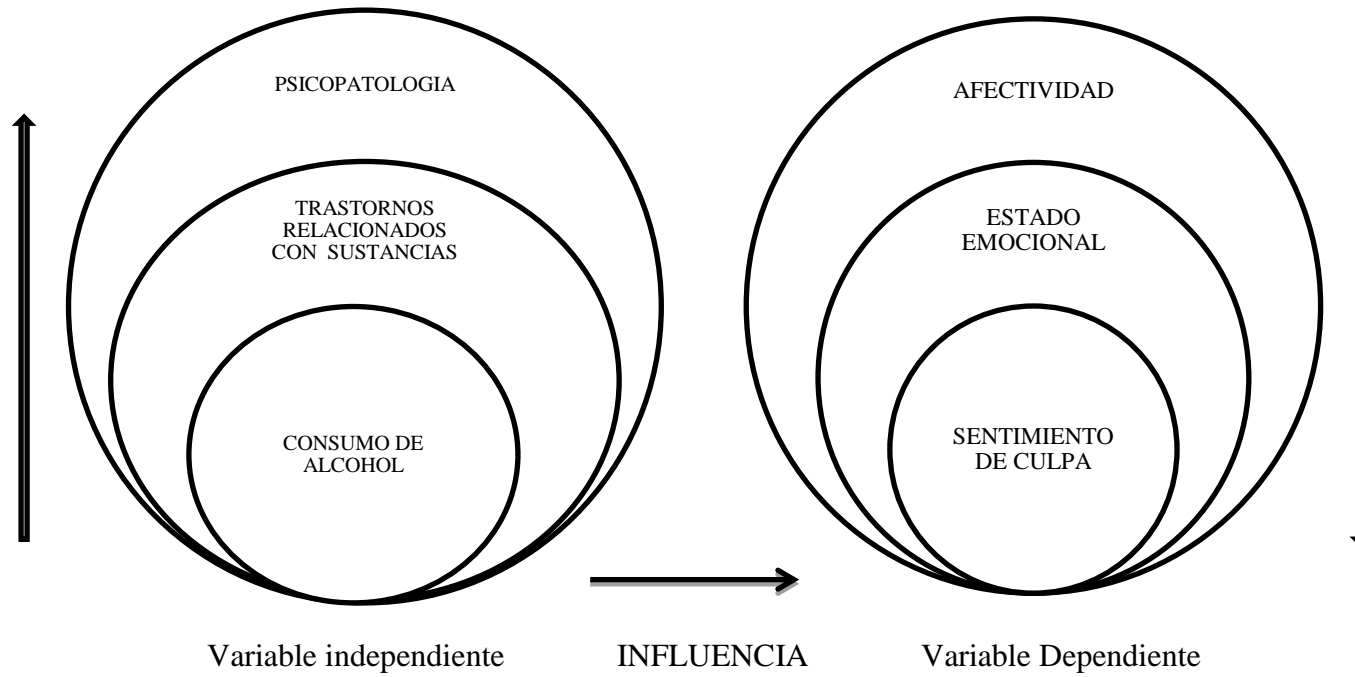 PSICOPATOLOGIA
TRASTORNOS
RELACIONADOS
CON SUSTANCIAS
CONSUMO DE
ALCOHOL
AFECTIVIDAD
ESTADO
EMOCIONAL
SENTIMIENTO
DE CULPA
Variable independiente
INFLUENCIA
Variable Dependiente